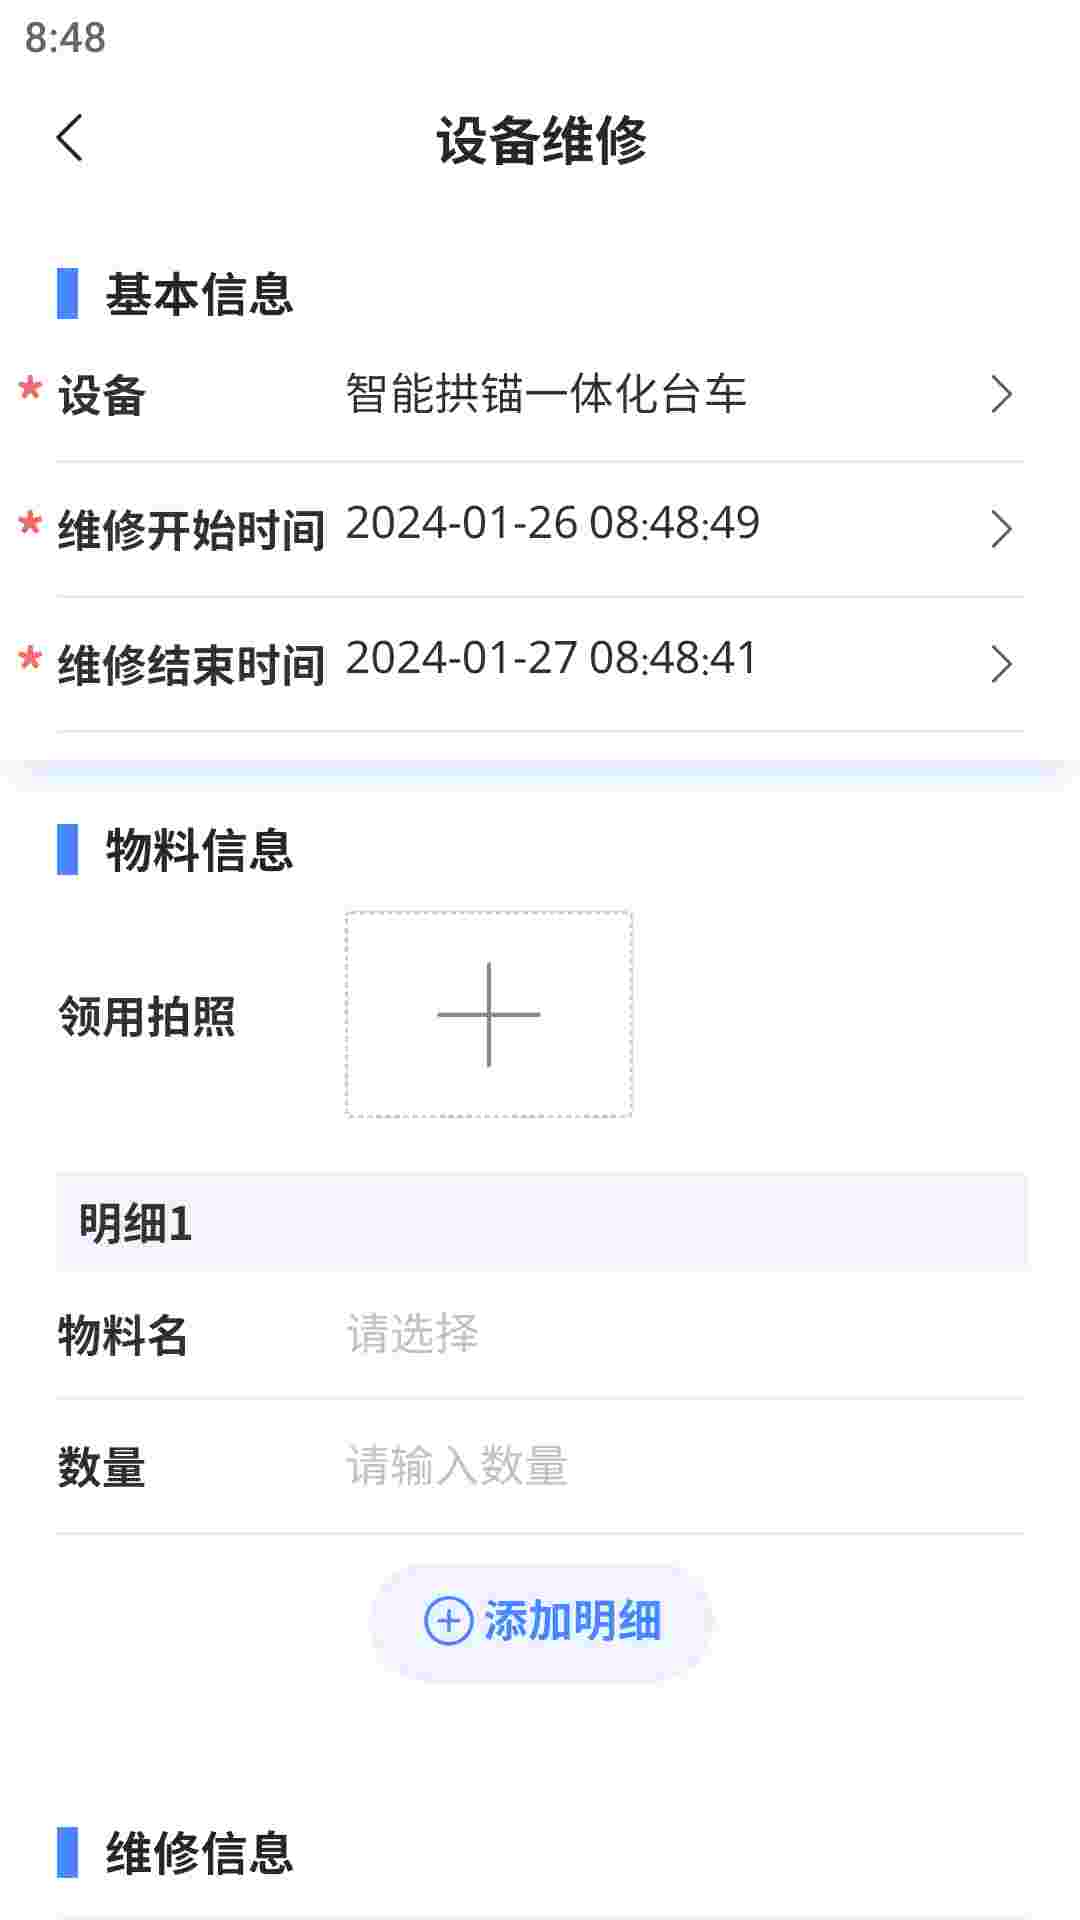 8:48
设备维修
基本信息
* 设备 智能拱锚一体化台车
* 维修开始时间 2024-01-26 08:48:49
* 维修结束时间 2024-01-27 08:48:41
物料信息
领用拍照
明细1
物料名 请选择
数量 请输入数量
添加明细
维修信息